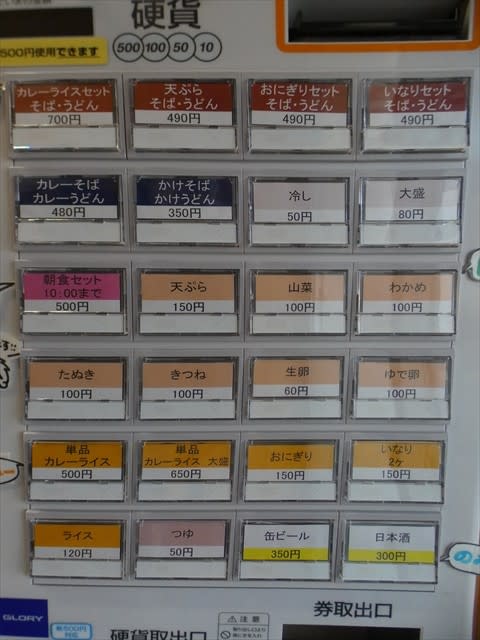 硬貨
500円使用できます
500 100 50 10
カレーライスセット
そば・うどん
700円
天ぷら
そば・うどん
490円
おにぎりセット
そば・うどん
490円
いなりセット
そば・うどん
490円
カレーそば
カレーうどん
480円
かけそば
かけうどん
350円
冷し
50円
大盛
80円
朝食セット
10:00まで
500円
天ぷら
150円
山菜
100円
わかめ
100円
たぬき
100円
きつね
100円
生卵
60円
ゆで卵
100円
単品
カレーライス
500円
単品
カレーライス 大盛
650円
おにぎり
150円
いなり
2ヶ
150円
ライス
120円
つゆ
50円
缶ビール
350円
日本酒
300円
GLORY
新500円
対応
硬貨取出口
注意
券取出口